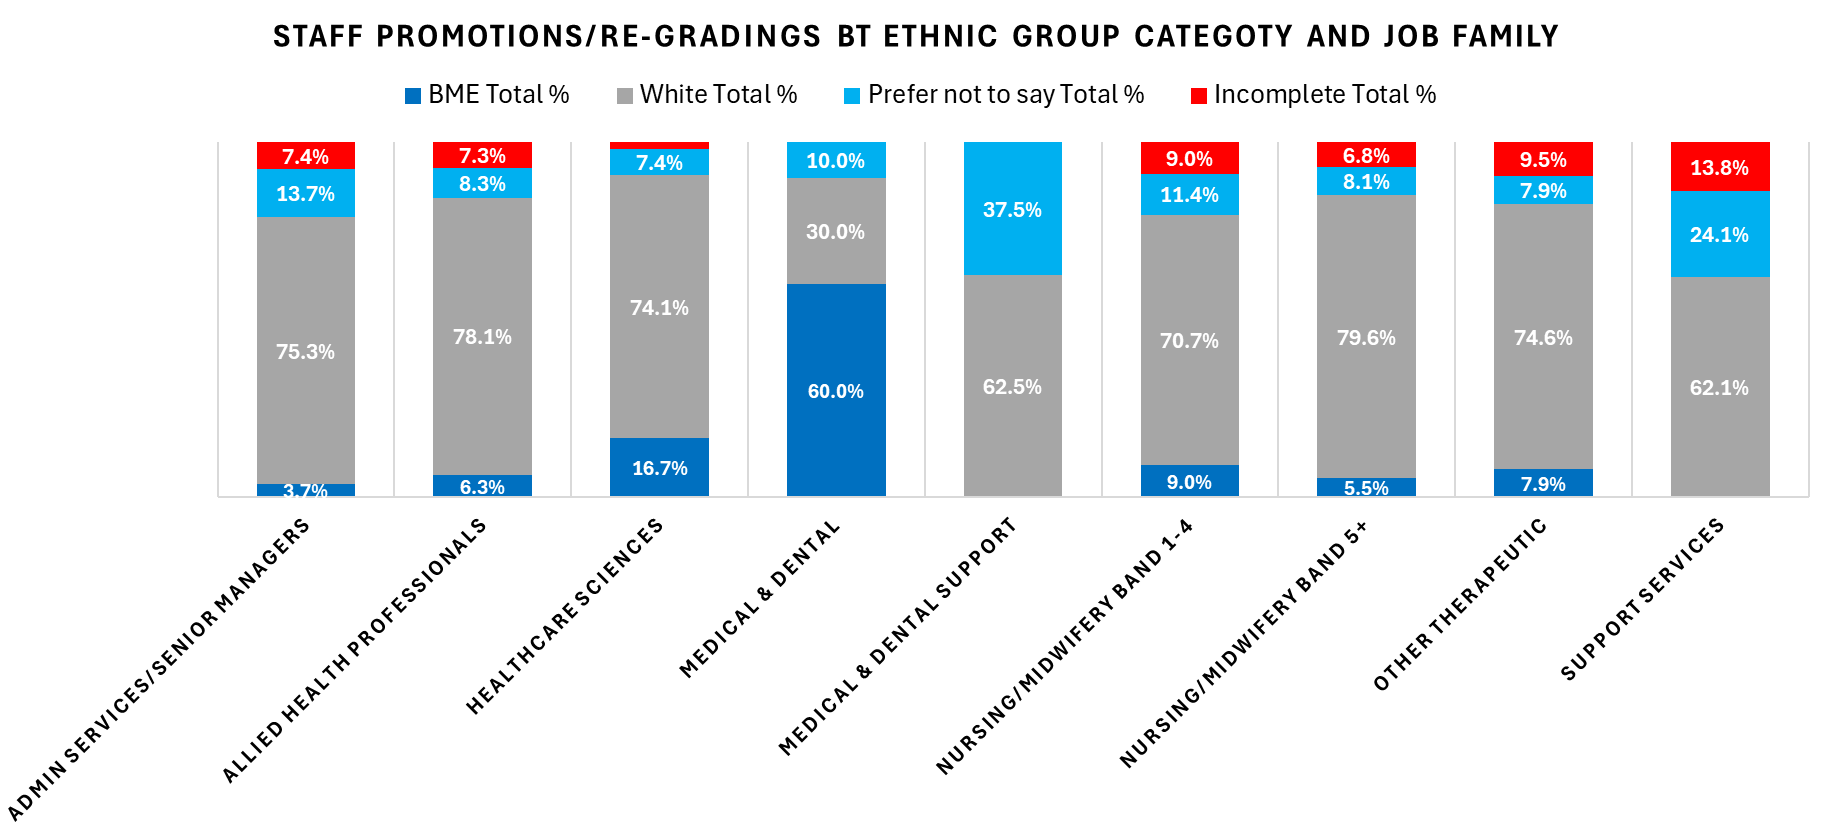 STAFF PROMOTIONS/RE-GRADINGS BT ETHNIC GROUP CATEGOTY AND JOB FAMILY
BME Total % White Total % Prefer not to say Total % Incomplete Total %
7.4% 7.3% 7.4% 10.0% 9.0% 6.8% 9.5% 13.8%
13.7% 8.3% 37.5% 11.4% 8.1% 7.9% 24.1%
75.3% 78.1% 74.1% 30.0% 62.5% 70.7% 79.6% 74.6% 62.1%
3.7% 6.3% 16.7% 60.0% 9.0% 5.5% 7.9%
ADMIN SERVICES/SENIOR MANAGERS
ALLIED HEALTH PROFESSIONALS
HEALTHCARE SCIENCES
MEDICAL & DENTAL
MEDICAL & DENTAL SUPPORT
NURSING/MIDWIFERY BAND 1-4
NURSING/MIDWIFERY BAND 5+
OTHER THERAPEUTIC
SUPPORT SERVICES